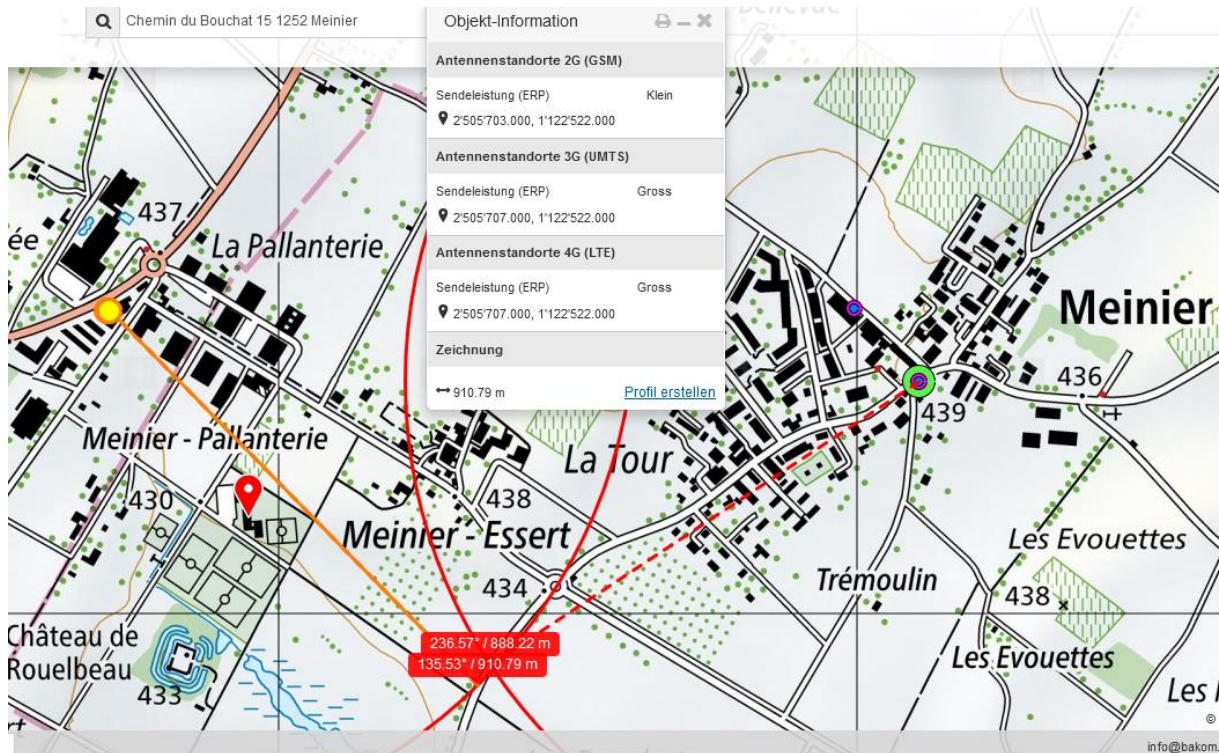 Chemin du Bouchat 15 1252 Meinier
Objekt-Information
Antennenstandorte 2G (GSM)
Sendeleistung (ERP) Klein
2'505'703.000, 1'122'522.000
Antennenstandorte 3G (UMTS)
Sendeleistung (ERP) Gross
2'505'707.000, 1'122'522.000
Antennenstandorte 4G (LTE)
Sendeleistung (ERP) Gross
2'505'707.000, 1'122'522.000
Zeichnung
910.79 m Profil erstellen
Bellevue
437
ée
La Pallanterie
Meinier
436
439
Meinier - Pallanterie
La Tour
430
438
Meinier - Essert
Les Evouettes
434
Trémoulin
438
Château de
Rouelbeau
433
236.57° / 888.22 m
135.53° / 910.79 m
Les Evouettes
Les
rt
©
info@bakom.